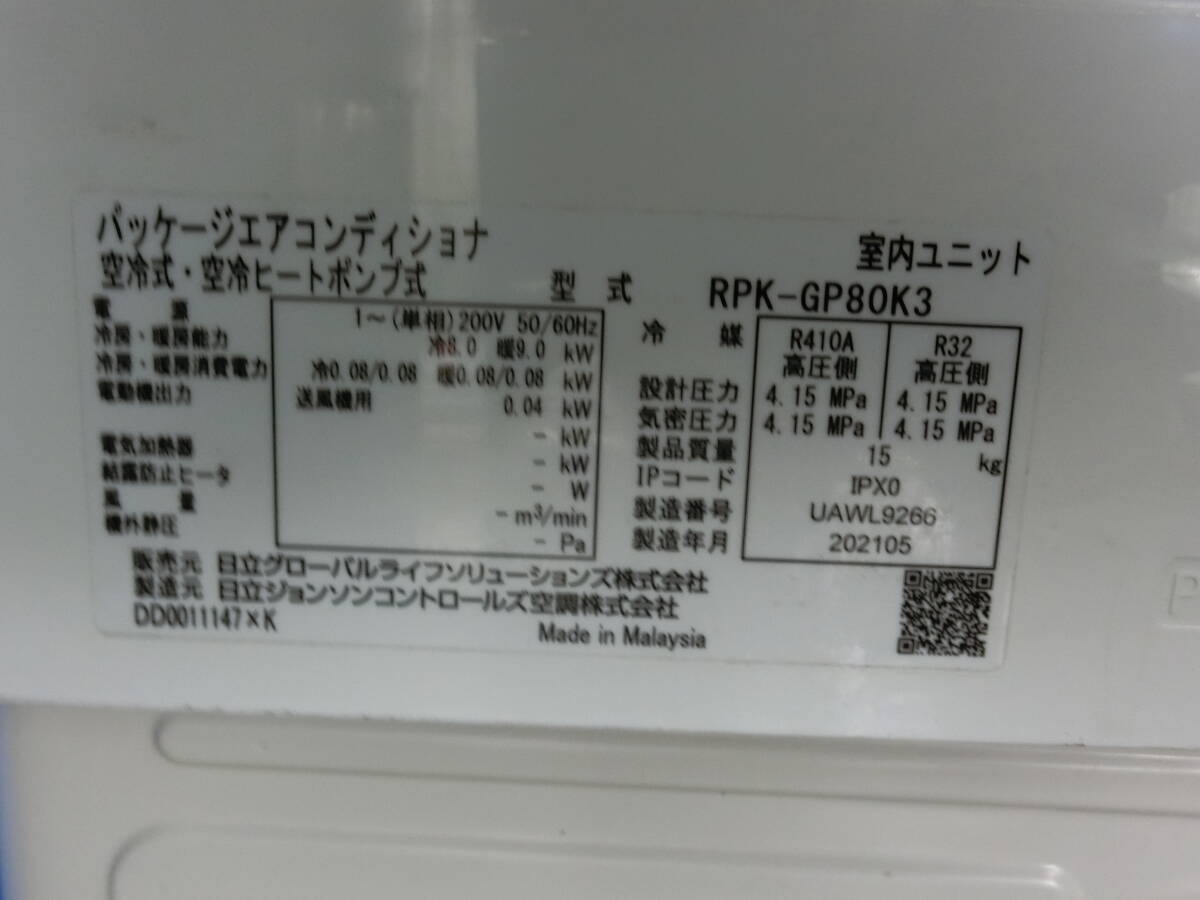 パッケージエアコンディショナ 室内ユニット
空冷式・空冷ヒートポンプ式 型式 RPK-GP80K3
電源 1〜(単相)200V 50/60Hz
冷房・暖房能力 冷8.0 暖9.0 kW
冷房・暖房消費電力 冷0.08/0.08 暖0.08/0.08 kW
電動機出力 送風機用 0.04 kW
- kW
電気加熱器 - kW
結露防止ヒータ - W
風量 - m³/min
機外静圧 - Pa
冷媒 R410A R32
高圧側 高圧側
設計圧力 4.15 MPa 4.15 MPa
気密圧力 4.15 MPa 4.15 MPa
製品質量 15 kg
IPコード IPX0
製造番号 UAWL9266
製造年月 202105
販売元 日立グローバルライフソリューションズ株式会社
製造元 日立ジョンソンコントロールズ空調株式会社
DD0011147×K Made in Malaysia